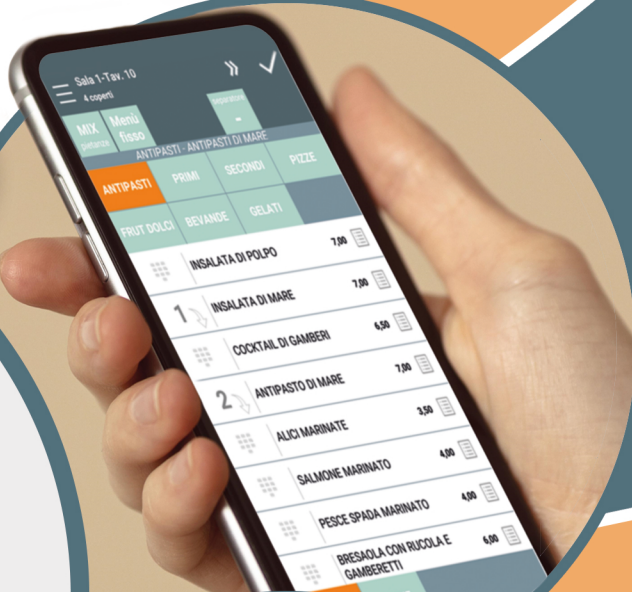 Sala 1-Tav. 10
4 coperti
MIX
pietanze
Menù
fisso
separatore
-
ANTIPASTI - ANTIPASTI DI MARE
ANTIPASTI PRIMI SECONDI PIZZE
FRUT DOLCI BEVANDE GELATI
INSALATA DI POLPO 7,00
1 INSALATA DI MARE 7,00
COCKTAIL DI GAMBERI 6,50
2 ANTIPASTO DI MARE 7,00
ALICI MARINATE 3,50
SALMONE MARINATO 4,00
PESCE SPADA MARINATO 4,00
BRESAOLA CON RUCOLA E
GAMBERETTI 6,00